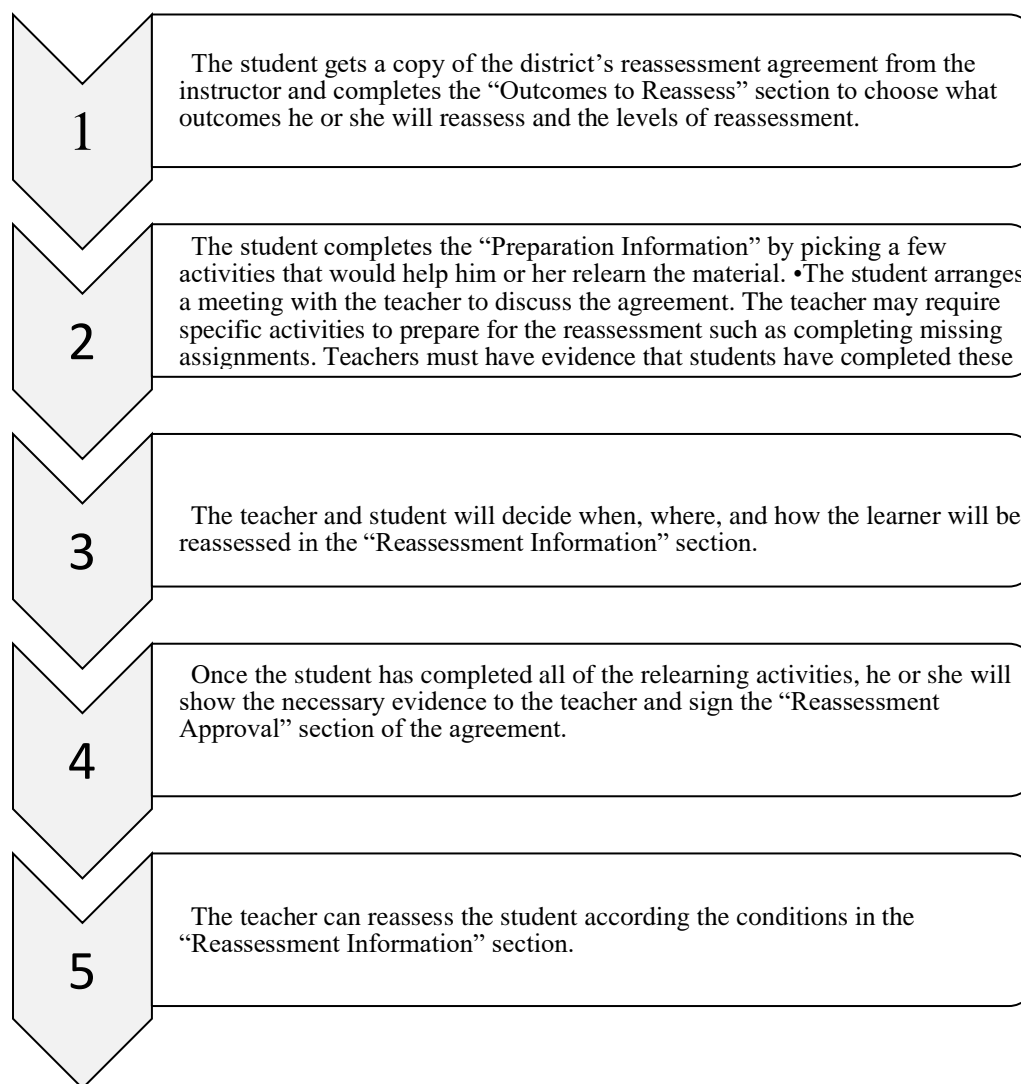 1
The student gets a copy of the district’s reassessment agreement from the
instructor and completes the “Outcomes to Reassess” section to choose what
outcomes he or she will reassess and the levels of reassessment.
2
The student completes the “Preparation Information” by picking a few
activities that would help him or her relearn the material. •The student arranges
a meeting with the teacher to discuss the agreement. The teacher may require
specific activities to prepare for the reassessment such as completing missing
assignments. Teachers must have evidence that students have completed these
3
The teacher and student will decide when, where, and how the learner will be
reassessed in the “Reassessment Information” section.
4
Once the student has completed all of the relearning activities, he or she will
show the necessary evidence to the teacher and sign the “Reassessment
Approval” section of the agreement.
5
The teacher can reassess the student according the conditions in the
“Reassessment Information” section.